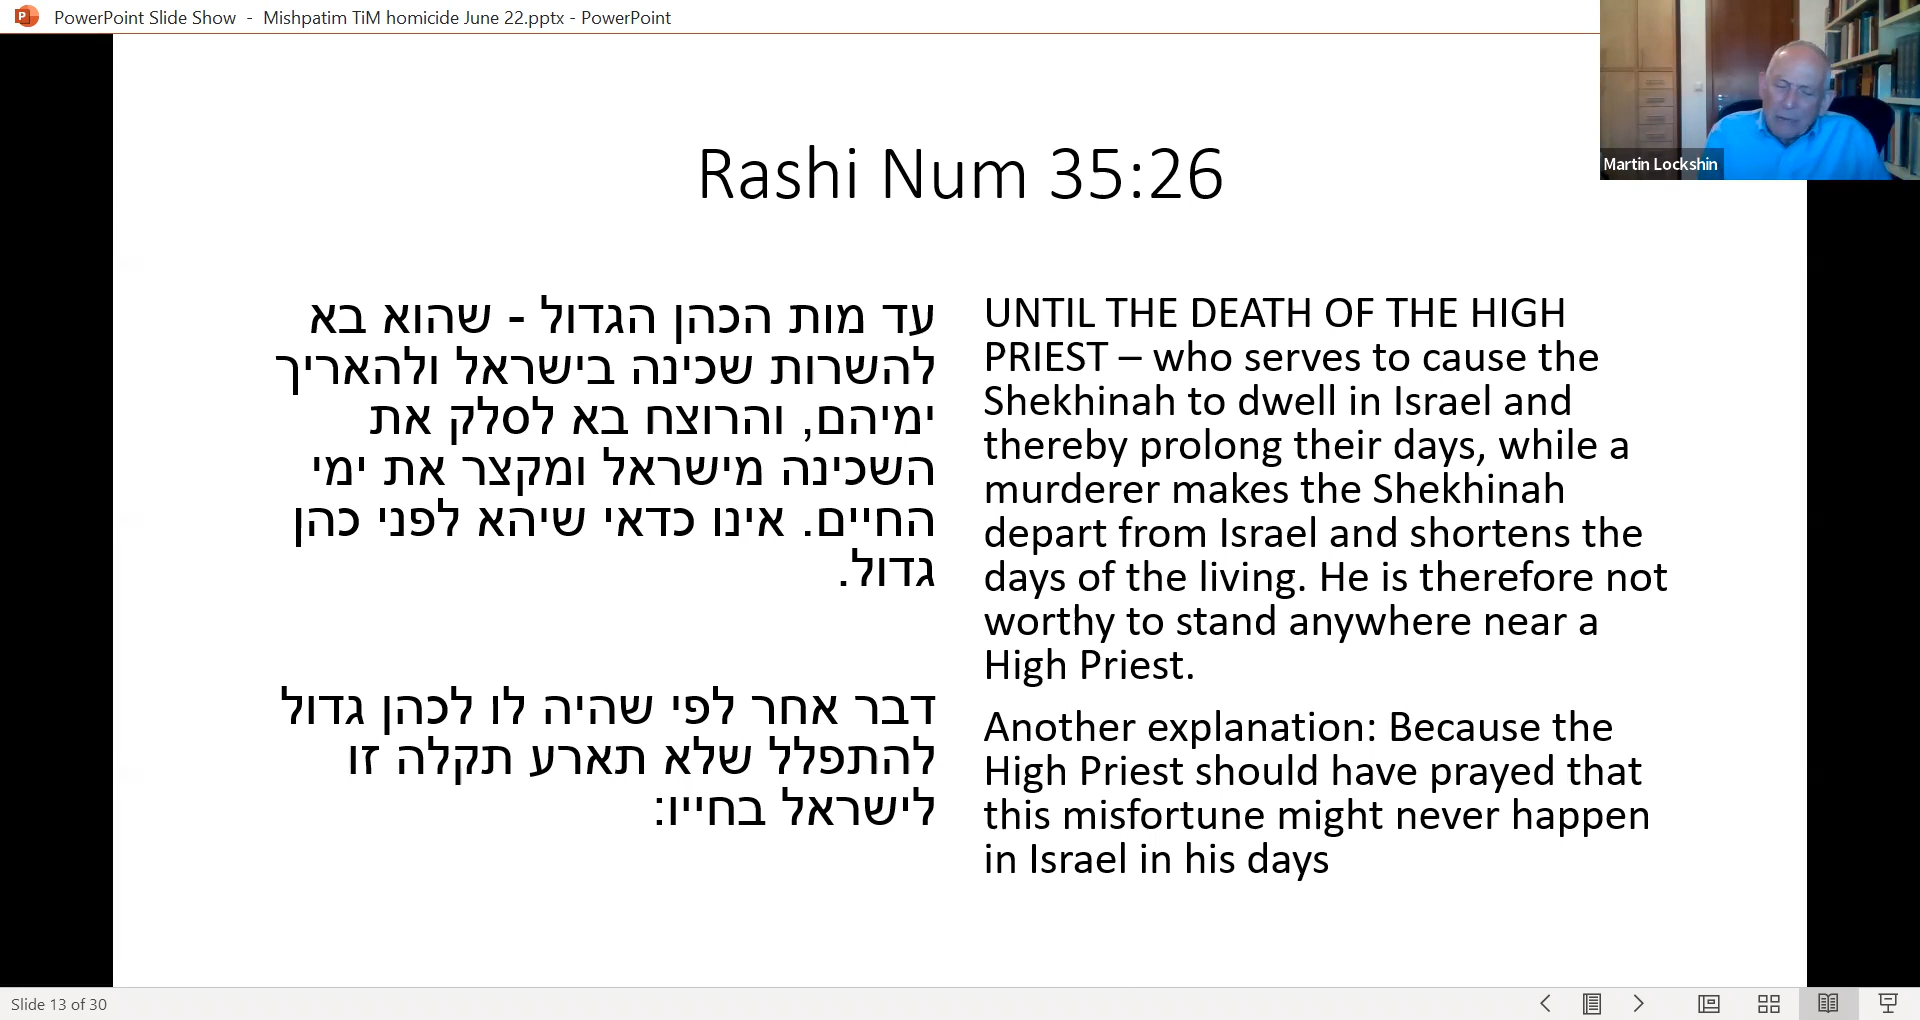 PowerPoint Slide Show - Mishpatim TiM homicide June 22.pptx - PowerPoint
Martin Lockshin
Rashi Num 35:26
עד מות הכהן הגדול - שהוא בא
להשרות שכינה בישראל ולהאריך
ימיהם, והרוצח בא לסלק את
השכינה מישראל ומקצר את ימי
החיים. אינו כדאי שיהא לפני כהן
גדול.
דבר אחר לפי שהיה לו לכהן גדול
להתפלל שלא תארע תקלה זו
לישראל בחייו:
UNTIL THE DEATH OF THE HIGH
PRIEST – who serves to cause the
Shekhinah to dwell in Israel and
thereby prolong their days, while a
murderer makes the Shekhinah
depart from Israel and shortens the
days of the living. He is therefore not
worthy to stand anywhere near a
High Priest.
Another explanation: Because the
High Priest should have prayed that
this misfortune might never happen
in Israel in his days
Slide 13 of 30